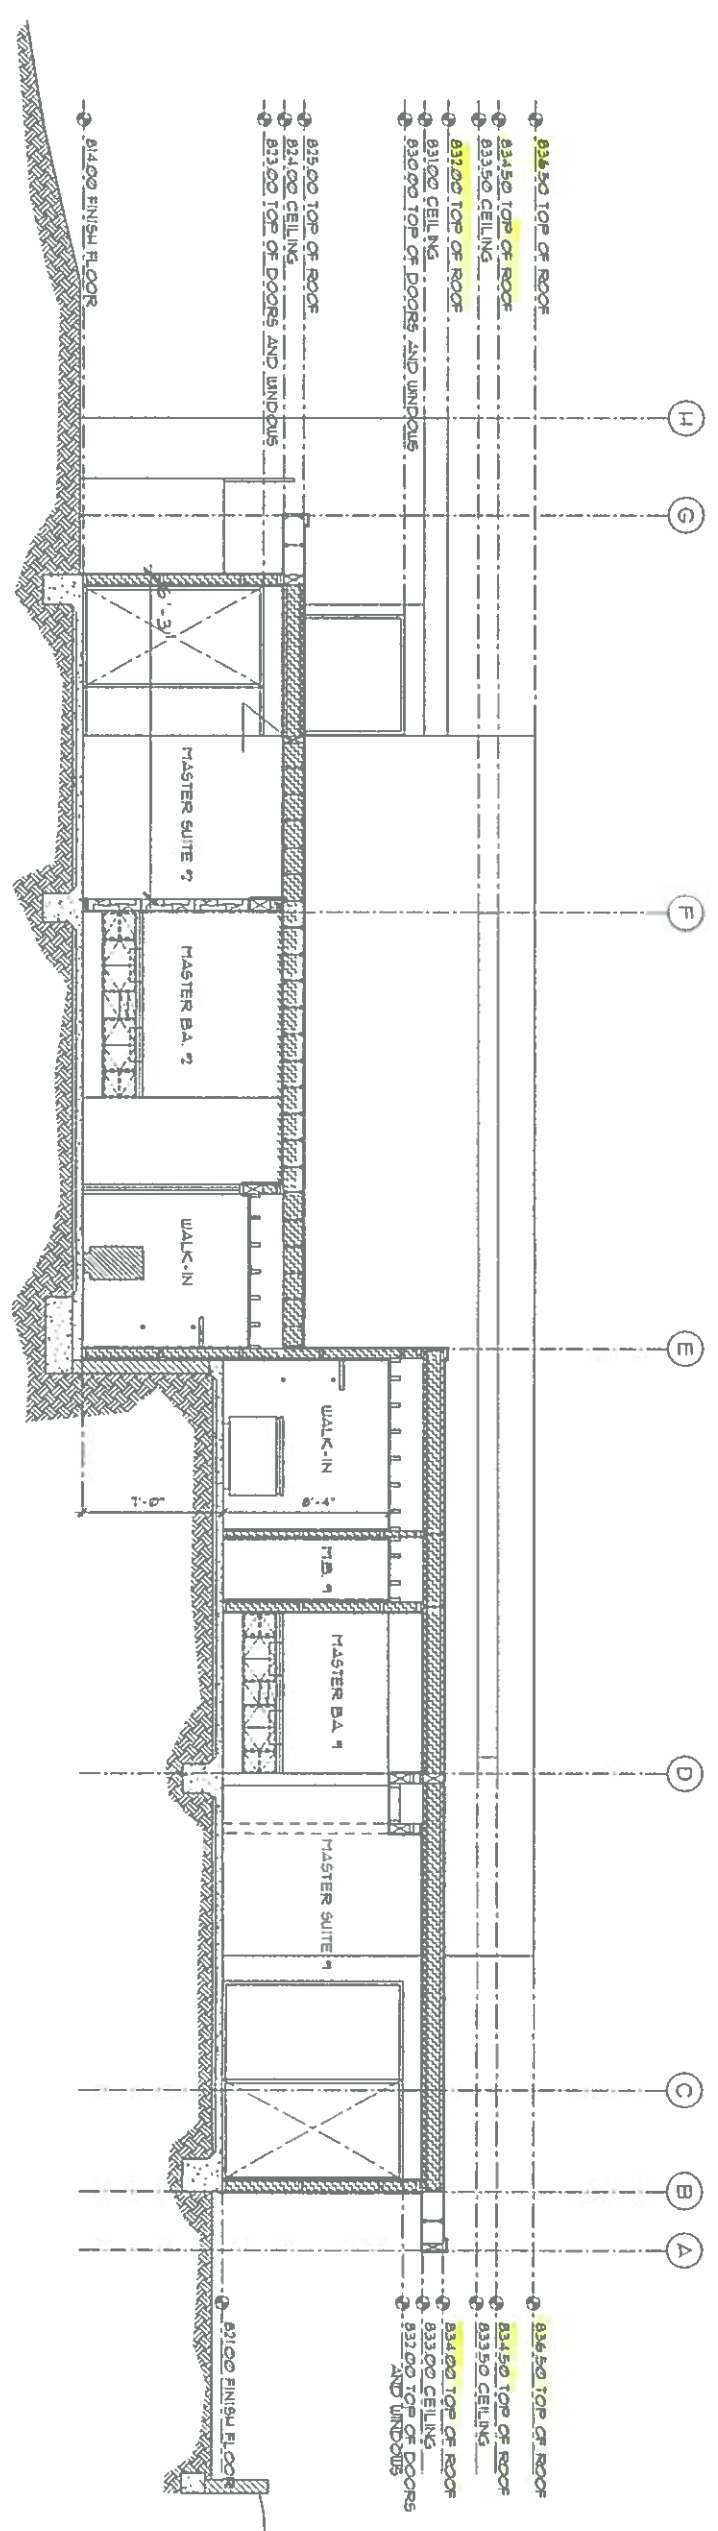 836.50 TOP OF ROOF
834.50 TOP OF ROOF
833.50 CEILING
832.00 TOP OF ROOF
831.00 CEILING
830.00 TOP OF DOORS AND WINDOWS
825.00 TOP OF ROOF
824.00 CEILING
823.00 TOP OF DOORS AND WINDOWS
814.00 FINISH FLOOR
H
G
F
E
D
C
B
A
MASTER SUITE 2
MASTER BA. 2
WALK-IN
WALK-IN
M.B. 1
MASTER BA. 1
MASTER SUITE 1
7'-0"
8'-4"
836.50 TOP OF ROOF
834.50 TOP OF ROOF
833.50 CEILING
834.00 TOP OF ROOF
833.00 CEILING
832.00 TOP OF DOORS
AND WINDOWS
821.00 FINISH FLOOR